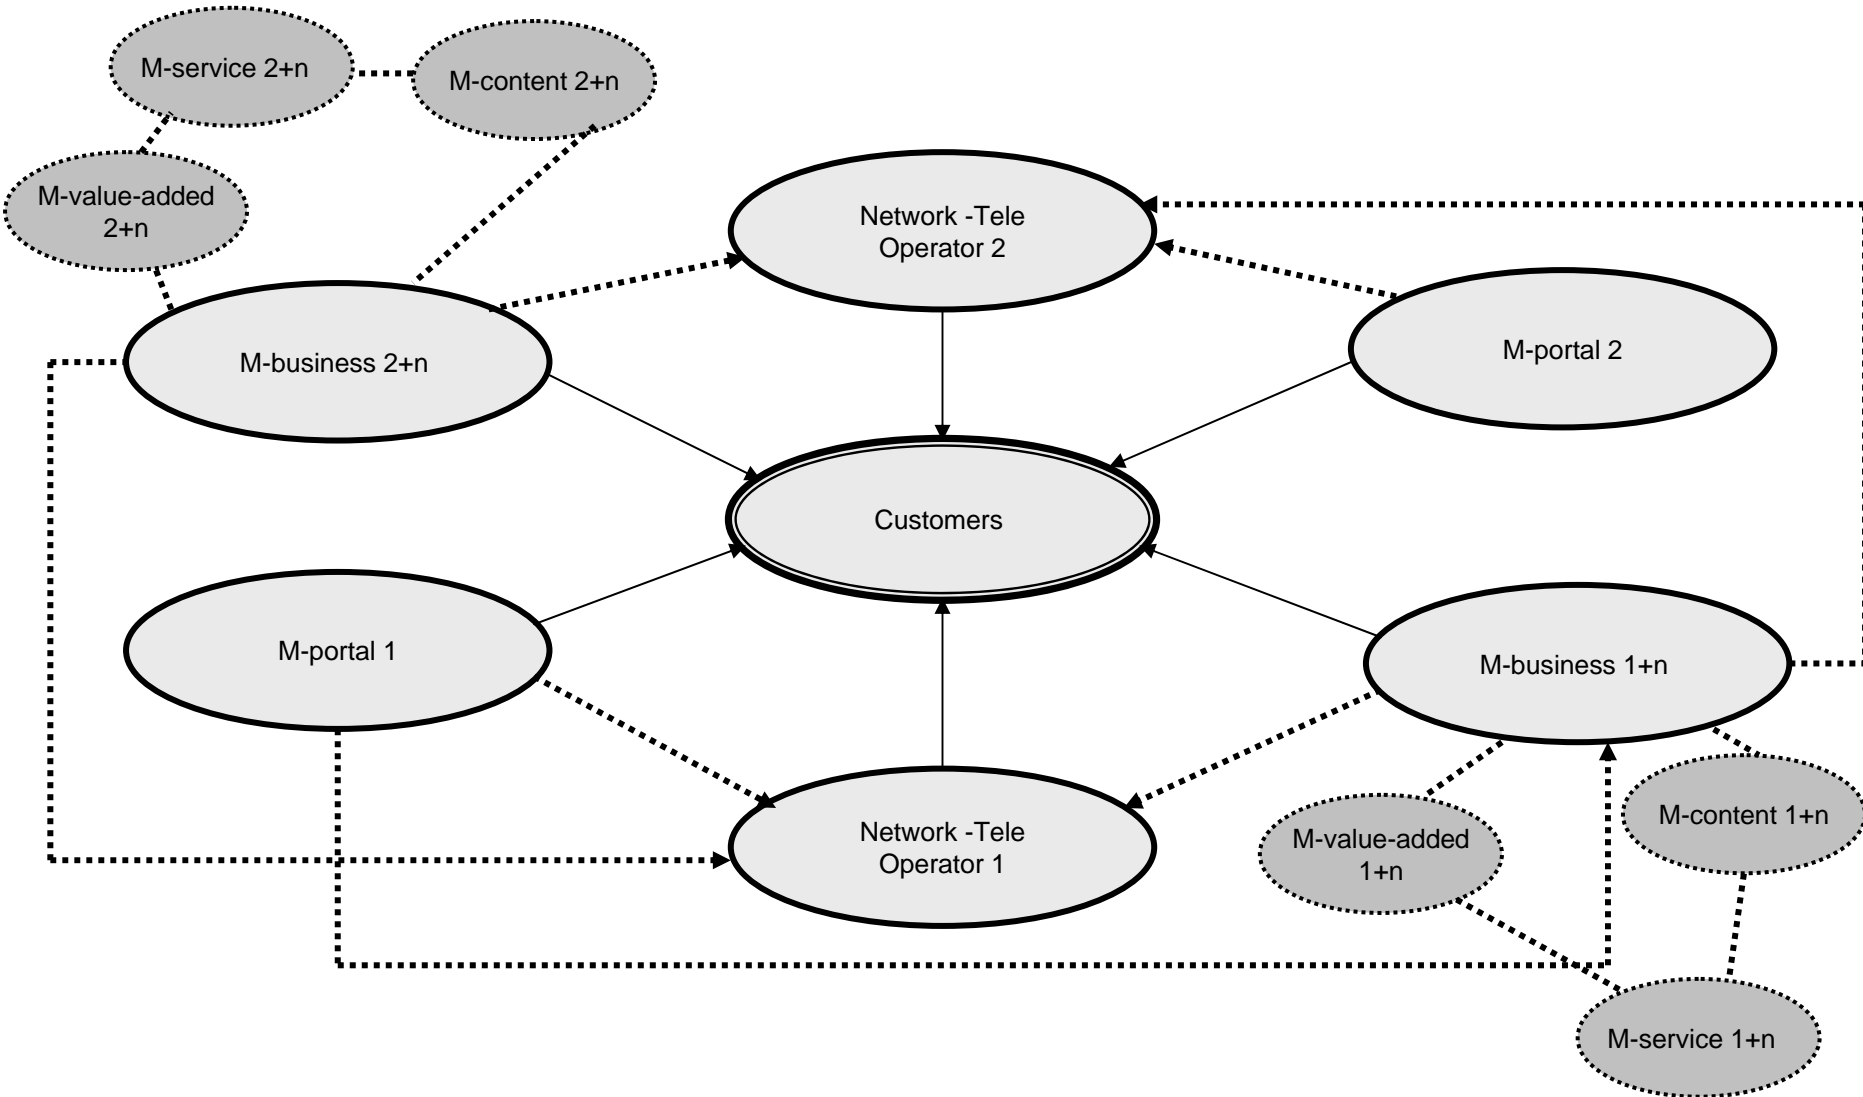 M-service 2+n
M-content 2+n
M-value-added
2+n
Network -Tele
Operator 2
M-business 2+n
M-portal 2
Customers
M-portal 1
M-business 1+n
Network -Tele
Operator 1
M-value-added
1+n
M-content 1+n
M-service 1+n